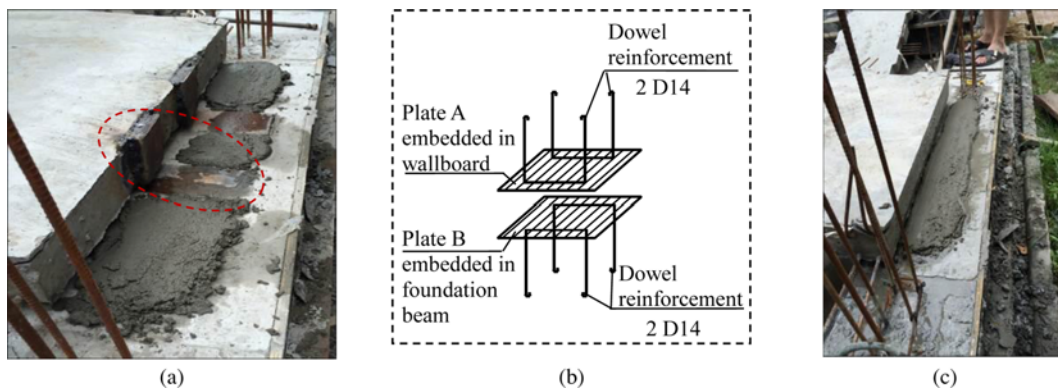 Dowel
reinforcement
2 D14
Plate A
embedded in
wallboard
Plate B
embedded in
foundation
beam
Dowel
reinforcement
2 D14
(a)
(b)
(c)